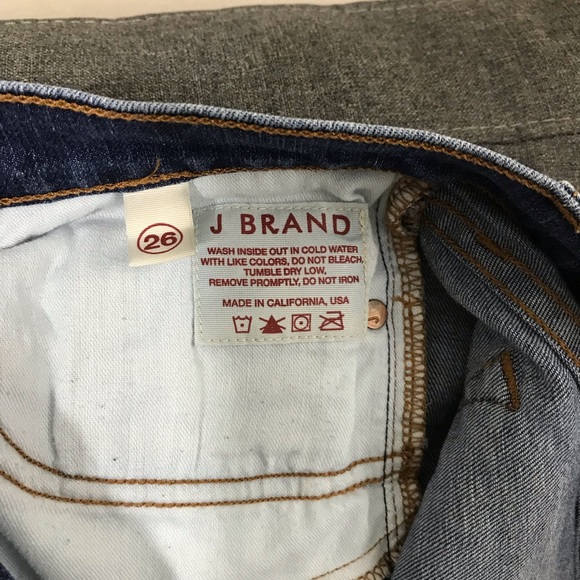 26
J BRAND
WASH INSIDE OUT IN COLD WATER
WITH LIKE COLORS, DO NOT BLEACH,
TUMBLE DRY LOW,
REMOVE PROMPTLY, DO NOT IRON
MADE IN CALIFORNIA, USA